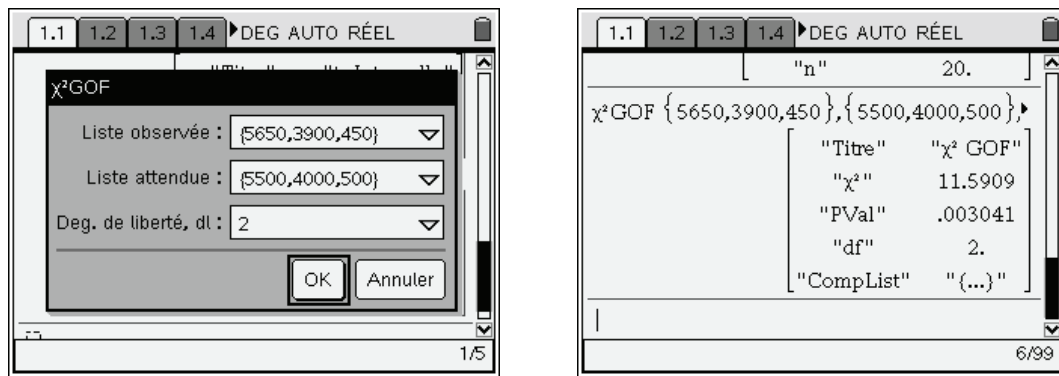 1.1 1.2 1.3 1.4 DEG AUTO RÉEL
χ²GOF
Liste observée : {5650,3900,450}
Liste attendue : {5500,4000,500}
Deg. de liberté, dl : 2
OK Annuler
1/5
1.1 1.2 1.3 1.4 DEG AUTO RÉEL
"n" 20.
χ²GOF {5650,3900,450},{5500,4000,500},
"Titre" "χ² GOF"
"χ²" 11.5909
"PVal" .003041
"df" 2.
"CompList" "{...}"
6/99